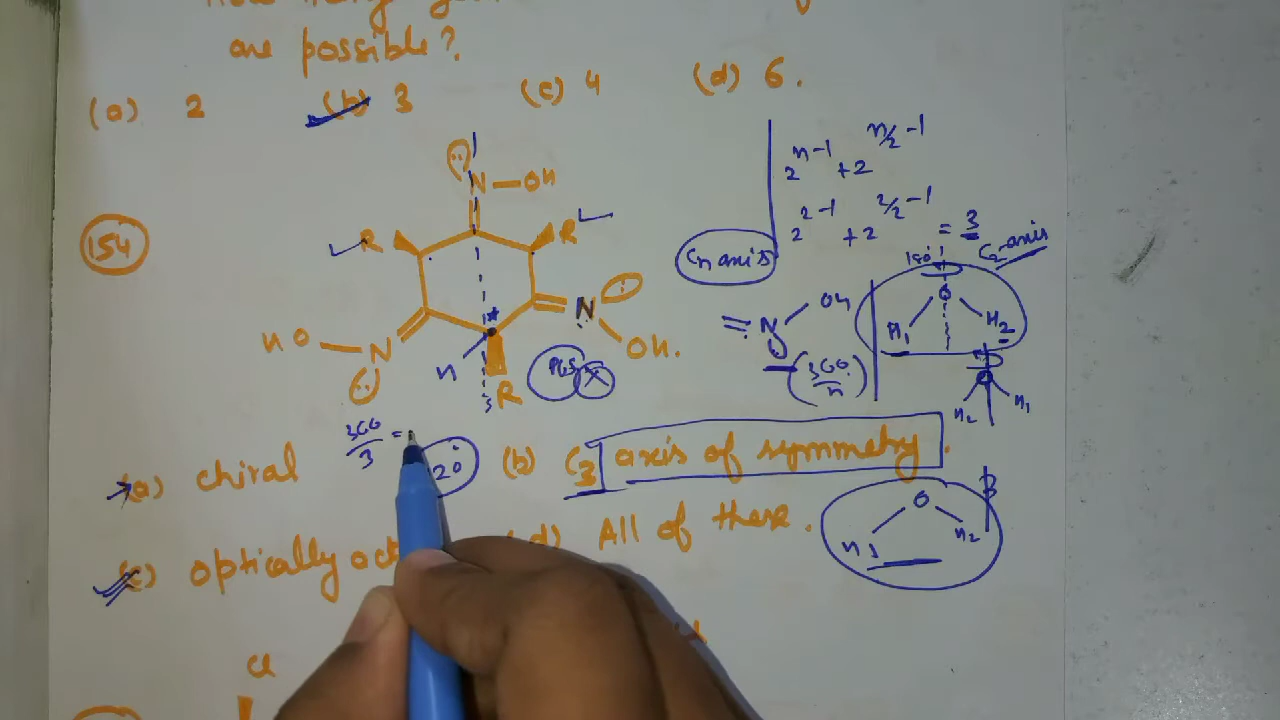 are possible?
(a) 2 (b) 3 (c) 4 (d) 6.
2^{n-1} + 2^{n/2-1}
2^{2-1} + 2^{2/2-1} = 3
154
N—OH
R R
Cn axis
180° C2-axis
N OH
O
H1 H2
HO—N
N
OH.
H
*
R
POS X
N OH
360/n
O
H2 H1
(a) chiral 360/3 = 120° (b) C3 axis of symmetry.
(c) optically act (d) All of these.
O
H1 H2
cl